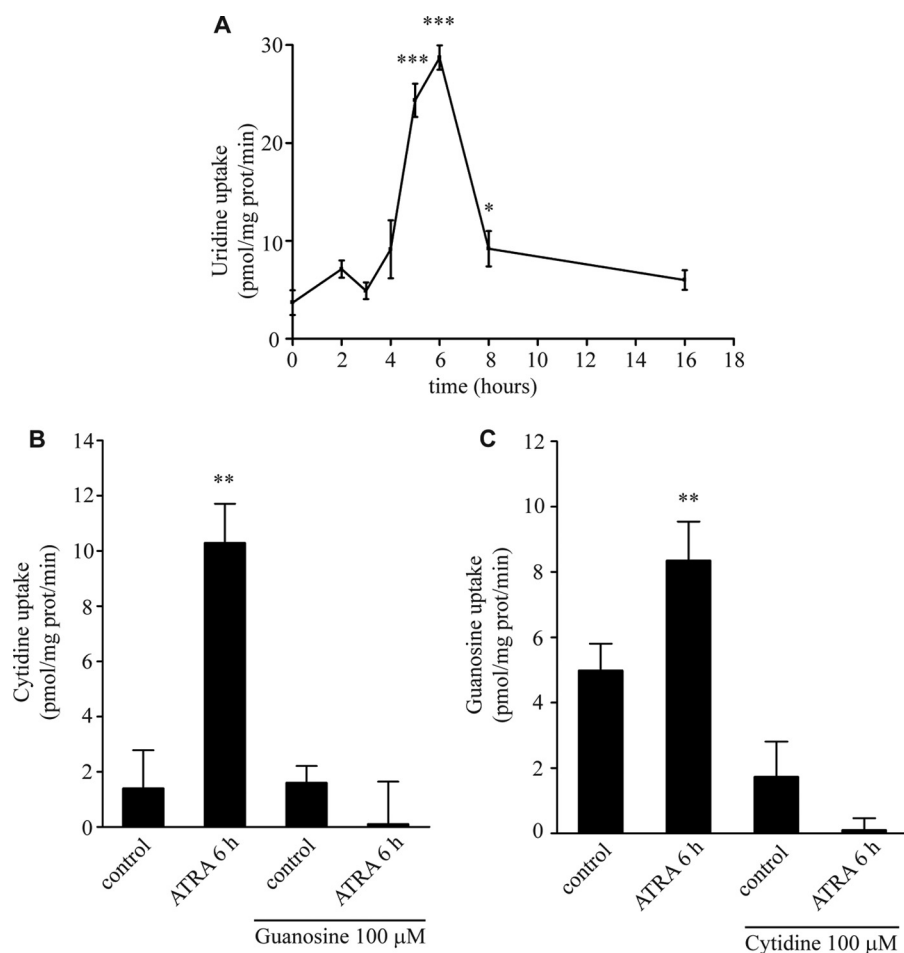 A
***
***
*
30
20
10
0
Uridine uptake
(pmol/mg prot/min)
0 2 4 6 8 10 12 14 16 18
time (hours)
B
14
12
10
8
6
4
2
0
Cytidine uptake
(pmol/mg prot/min)
**
control
ATRA 6 h
control
ATRA 6 h
Guanosine 100 μM
C
12
10
8
6
4
2
0
Guanosine uptake
(pmol/mg prot/min)
**
control
ATRA 6 h
control
ATRA 6 h
Cytidine 100 μM